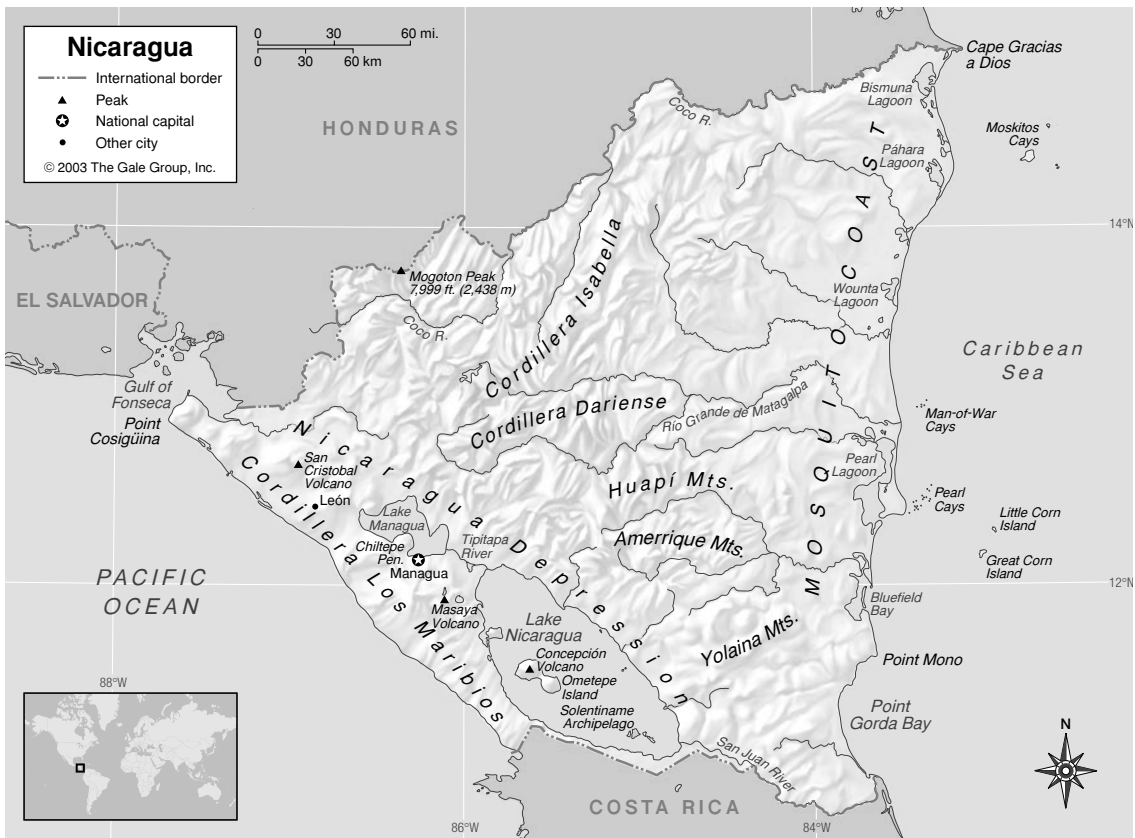 Nicaragua
International border
Peak
National capital
Other city
© 2003 The Gale Group, Inc.
0 30 60 mi.
0 30 60 km
HONDURAS
EL SALVADOR
COSTA RICA
Cape Gracias
a Dios
Bismuna
Lagoon
Moskitos
Cays
Páhara
Lagoon
Coco R.
14°N
Mogoton Peak
7,999 ft. (2,438 m)
Coco R.
Cordillera Isabella
Wounta
Lagoon
MOSQUITO COAST
Caribbean
Sea
Gulf of
Fonseca
Point
Cosigüina
Cordillera Dariense
Río Grande de Matagalpa
Man-of-War
Cays
Nicaragua Depression
San
Cristobal
Volcano
León
Cordillera Los Maribios
Pearl
Lagoon
Huapí Mts.
Pearl
Cays
Little Corn
Island
Great Corn
Island
Lake
Managua
Tipitapa
River
Chiltepe
Pen.
Managua
Amerrique Mts.
12°N
PACIFIC
OCEAN
Masaya
Volcano
Bluefield
Bay
Lake
Nicaragua
Yolaina Mts.
Concepción
Volcano
Ometepe
Island
Solentiname
Archipelago
Point Mono
Point
Gorda Bay
San Juan River
88°W
86°W
84°W
N